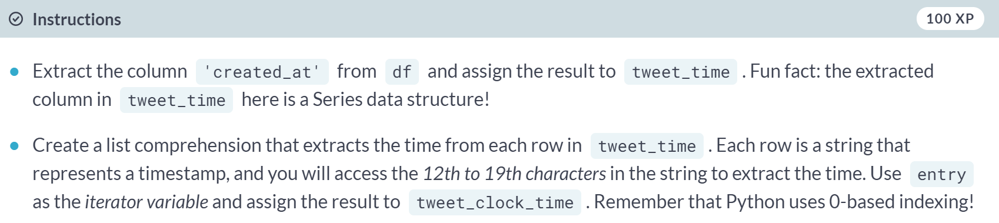 Instructions
100 XP
Extract the column 'created_at' from df and assign the result to tweet_time . Fun fact: the extracted
column in tweet_time here is a Series data structure!
Create a list comprehension that extracts the time from each row in tweet_time . Each row is a string that
represents a timestamp, and you will access the 12th to 19th characters in the string to extract the time. Use entry
as the iterator variable and assign the result to tweet_clock_time . Remember that Python uses 0-based indexing!